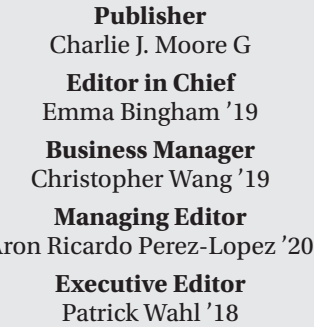 Publisher
Charlie J. Moore G
Editor in Chief
Emma Bingham ’19
Business Manager
Christopher Wang ’19
Managing Editor
Ricardo Perez-Lopez ’20
Executive Editor
Patrick Wahl ’18